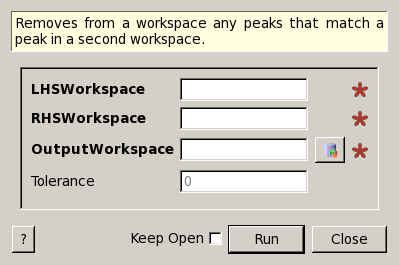 Removes from a workspace any peaks that match a
peak in a second workspace.
LHSWorkspace
RHSWorkspace
OutputWorkspace
Tolerance
0
?
Keep Open
Run
Close